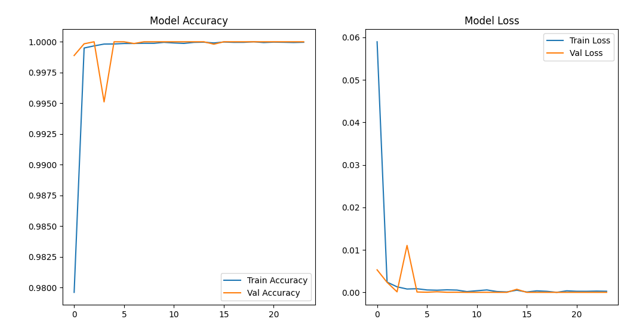 Model Accuracy
1.0000
0.9975
0.9950
0.9925
0.9900
0.9875
0.9850
0.9825
0.9800
0 5 10 15 20
Train Accuracy
Val Accuracy
Model Loss
0.06
0.05
0.04
0.03
0.02
0.01
0.00
0 5 10 15 20
Train Loss
Val Loss